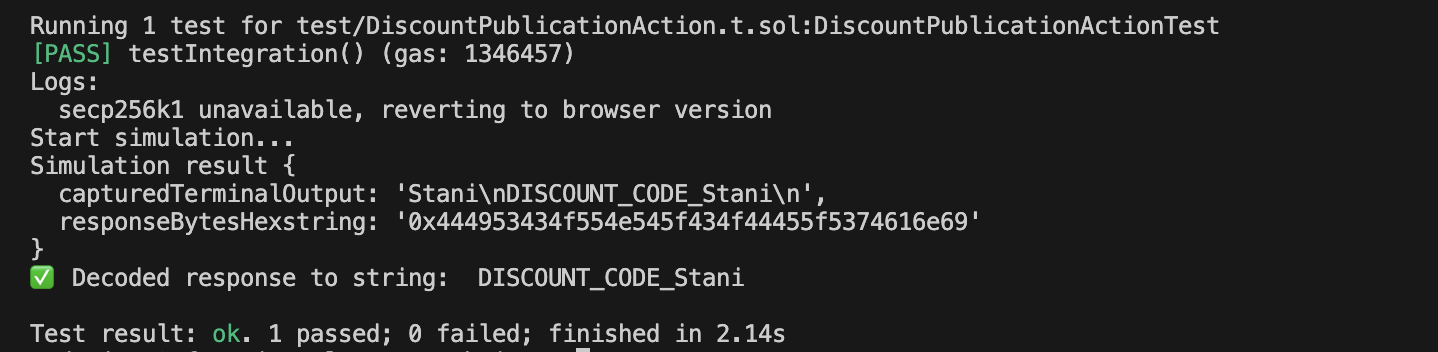 Running 1 test for test/DiscountPublicationAction.t.sol:DiscountPublicationActionTest
[PASS] testIntegration() (gas: 1346457)
Logs:
  secp256k1 unavailable, reverting to browser version
Start simulation...
Simulation result {
  capturedTerminalOutput: 'Stani\nDISCOUNT_CODE_Stani\n',
  responseBytesHexstring: '0x444953434f554e545f434f44455f5374616e69'
}
✅ Decoded response to string:  DISCOUNT_CODE_Stani

Test result: ok. 1 passed; 0 failed; finished in 2.14s